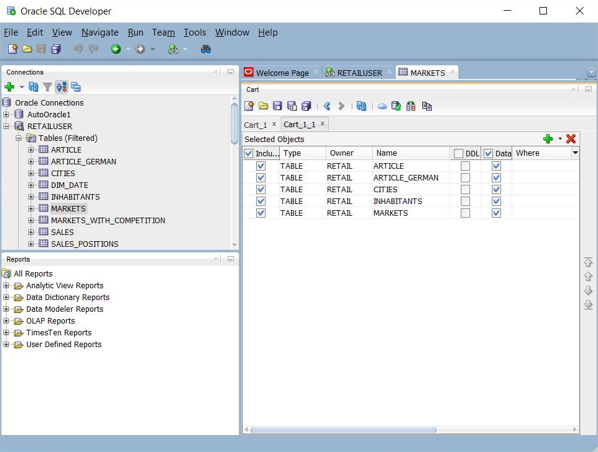 Oracle SQL Developer
File Edit View Navigate Run Team Tools Window Help
Connections
Oracle Connections
AutoOracle1
RETAILUSER
Tables (Filtered)
ARTICLE
ARTICLE_GERMAN
CITIES
DIM_DATE
INHABITANTS
MARKETS
MARKETS_WITH_COMPETITION
SALES
SALES_POSITIONS
Reports
All Reports
Analytic View Reports
Data Dictionary Reports
Data Modeler Reports
OLAP Reports
TimesTen Reports
User Defined Reports
Welcome Page RETAILUSER MARKETS
Cart
Cart_1 Cart_1_1
Selected Objects
Inclu... Type Owner Name DDL Data Where
TABLE RETAIL ARTICLE
TABLE RETAIL ARTICLE_GERMAN
TABLE RETAIL CITIES
TABLE RETAIL INHABITANTS
TABLE RETAIL MARKETS